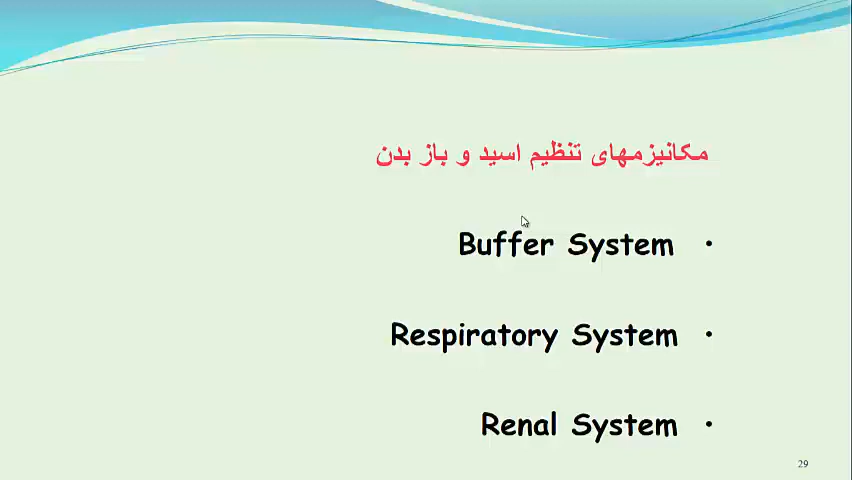 مکانیزمهای تنظیم اسید و باز بدن
• Buffer System
• Respiratory System
• Renal System
29